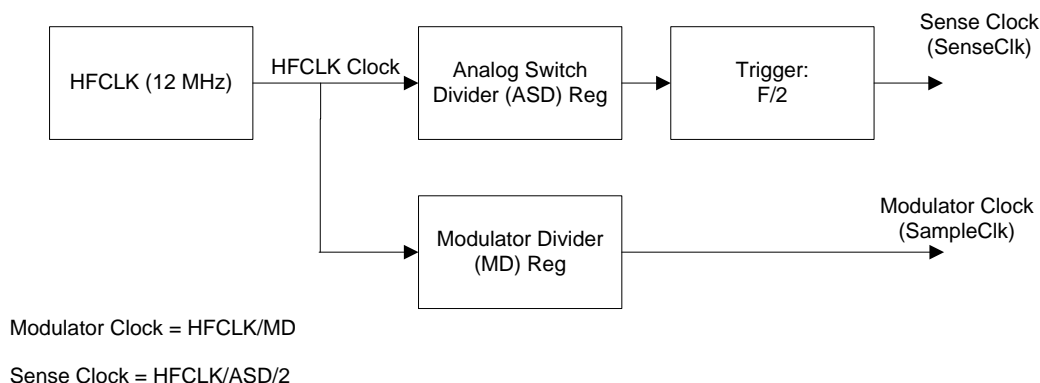 HFCLK (12 MHz)
HFCLK Clock
Analog Switch
Divider (ASD) Reg
Trigger:
F/2
Sense Clock
(SenseClk)
Modulator Divider
(MD) Reg
Modulator Clock
(SampleClk)
Modulator Clock = HFCLK/MD
Sense Clock = HFCLK/ASD/2